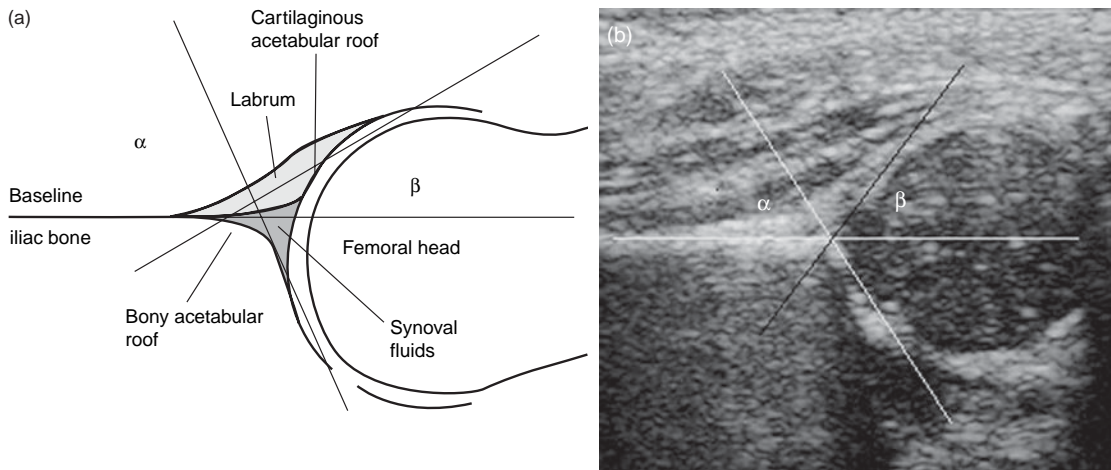 (a)
Cartilaginous
acetabular roof
Labrum
α
β
Baseline
iliac bone
Femoral head
Bony acetabular
roof
Synoval
fluids
(b)
α
β